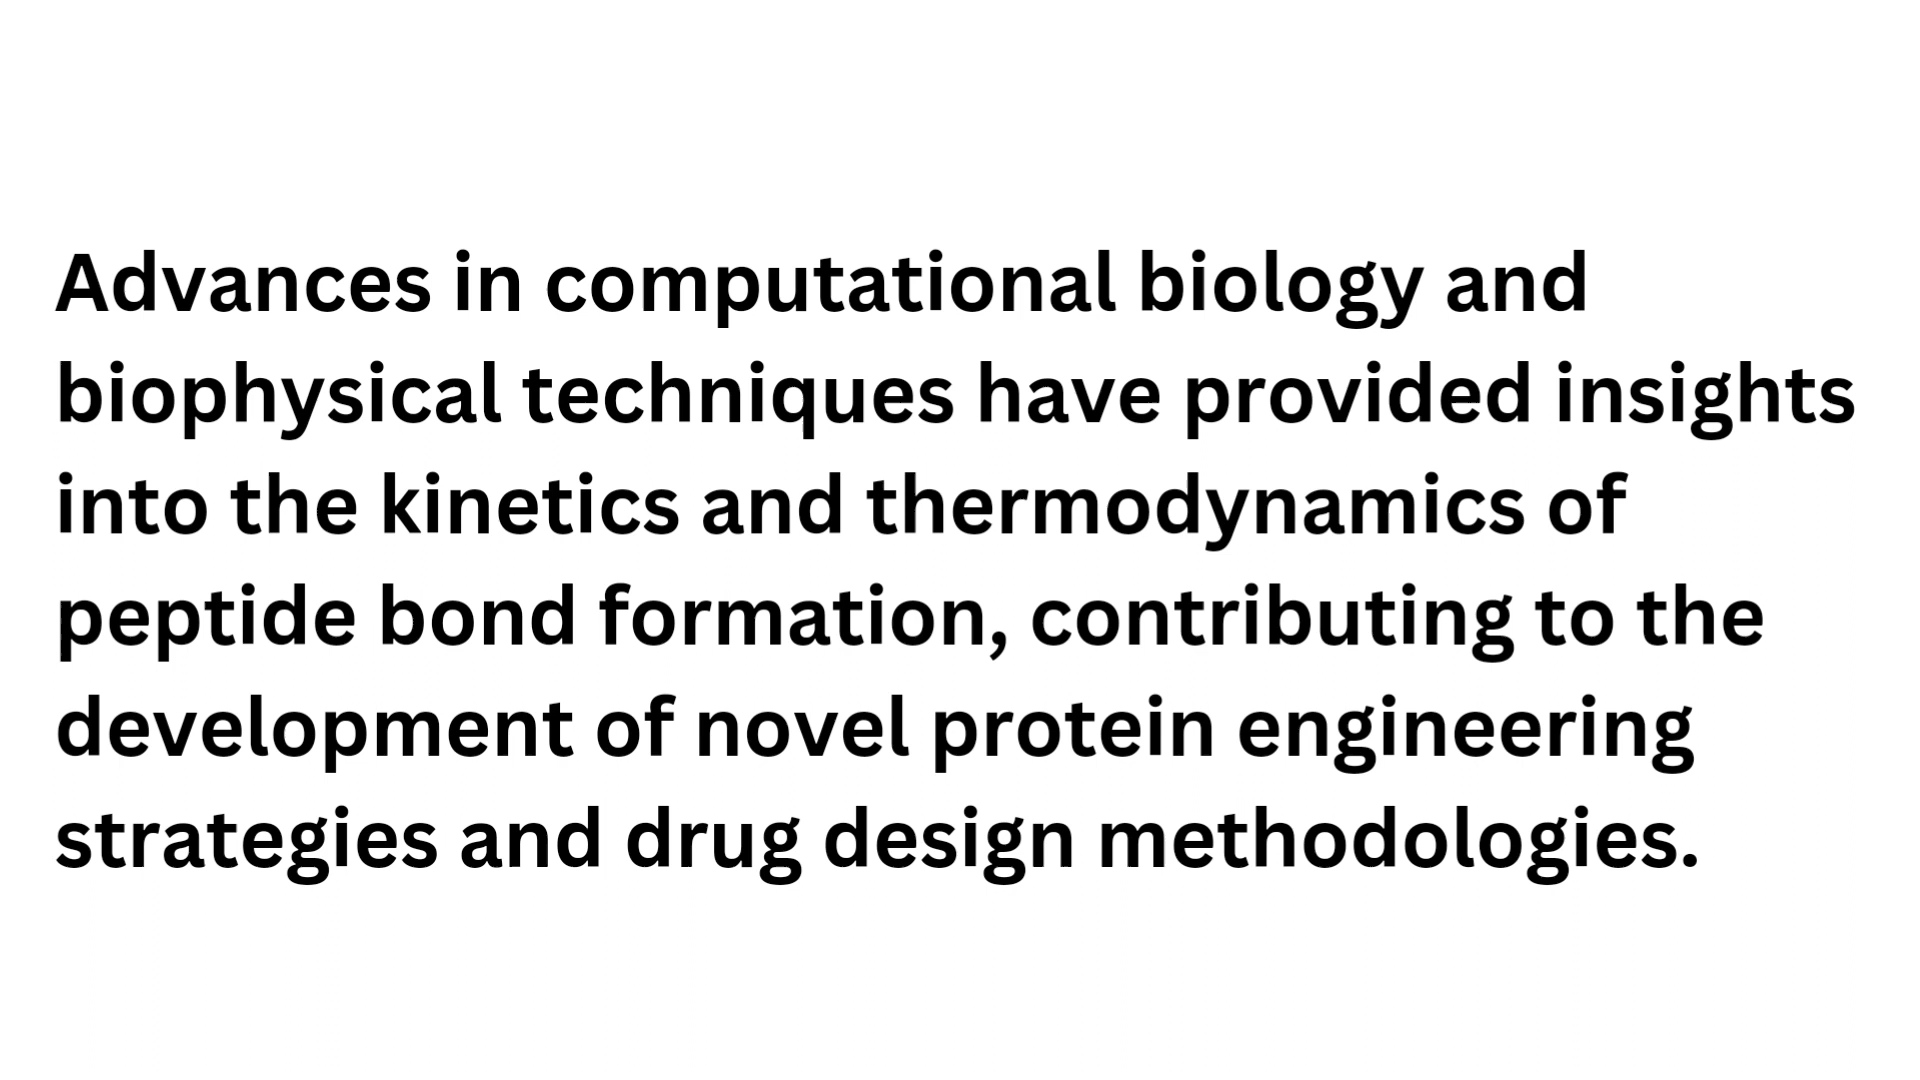 Advances in computational biology and
biophysical techniques have provided insights
into the kinetics and thermodynamics of
peptide bond formation, contributing to the
development of novel protein engineering
strategies and drug design methodologies.